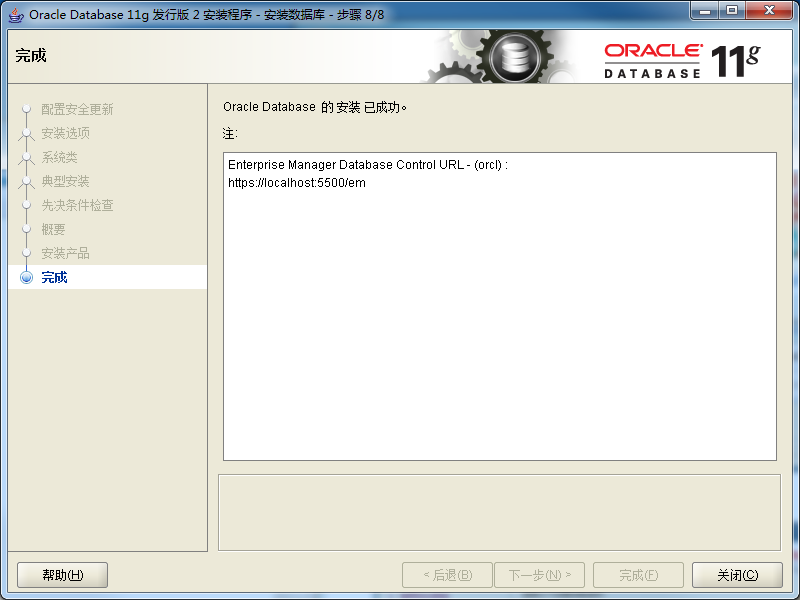 Oracle Database 11g 发行版 2 安装程序 - 安装数据库 - 步骤 8/8
完成
ORACLE
DATABASE 11g
配置安全更新
安装选项
系统类
典型安装
先决条件检查
概要
安装产品
完成
Oracle Database 的 安装 已成功。
注:
Enterprise Manager Database Control URL - (orcl) :
https://localhost:5500/em
帮助(H)
< 后退(B)
下一步(N) >
完成(F)
关闭(C)